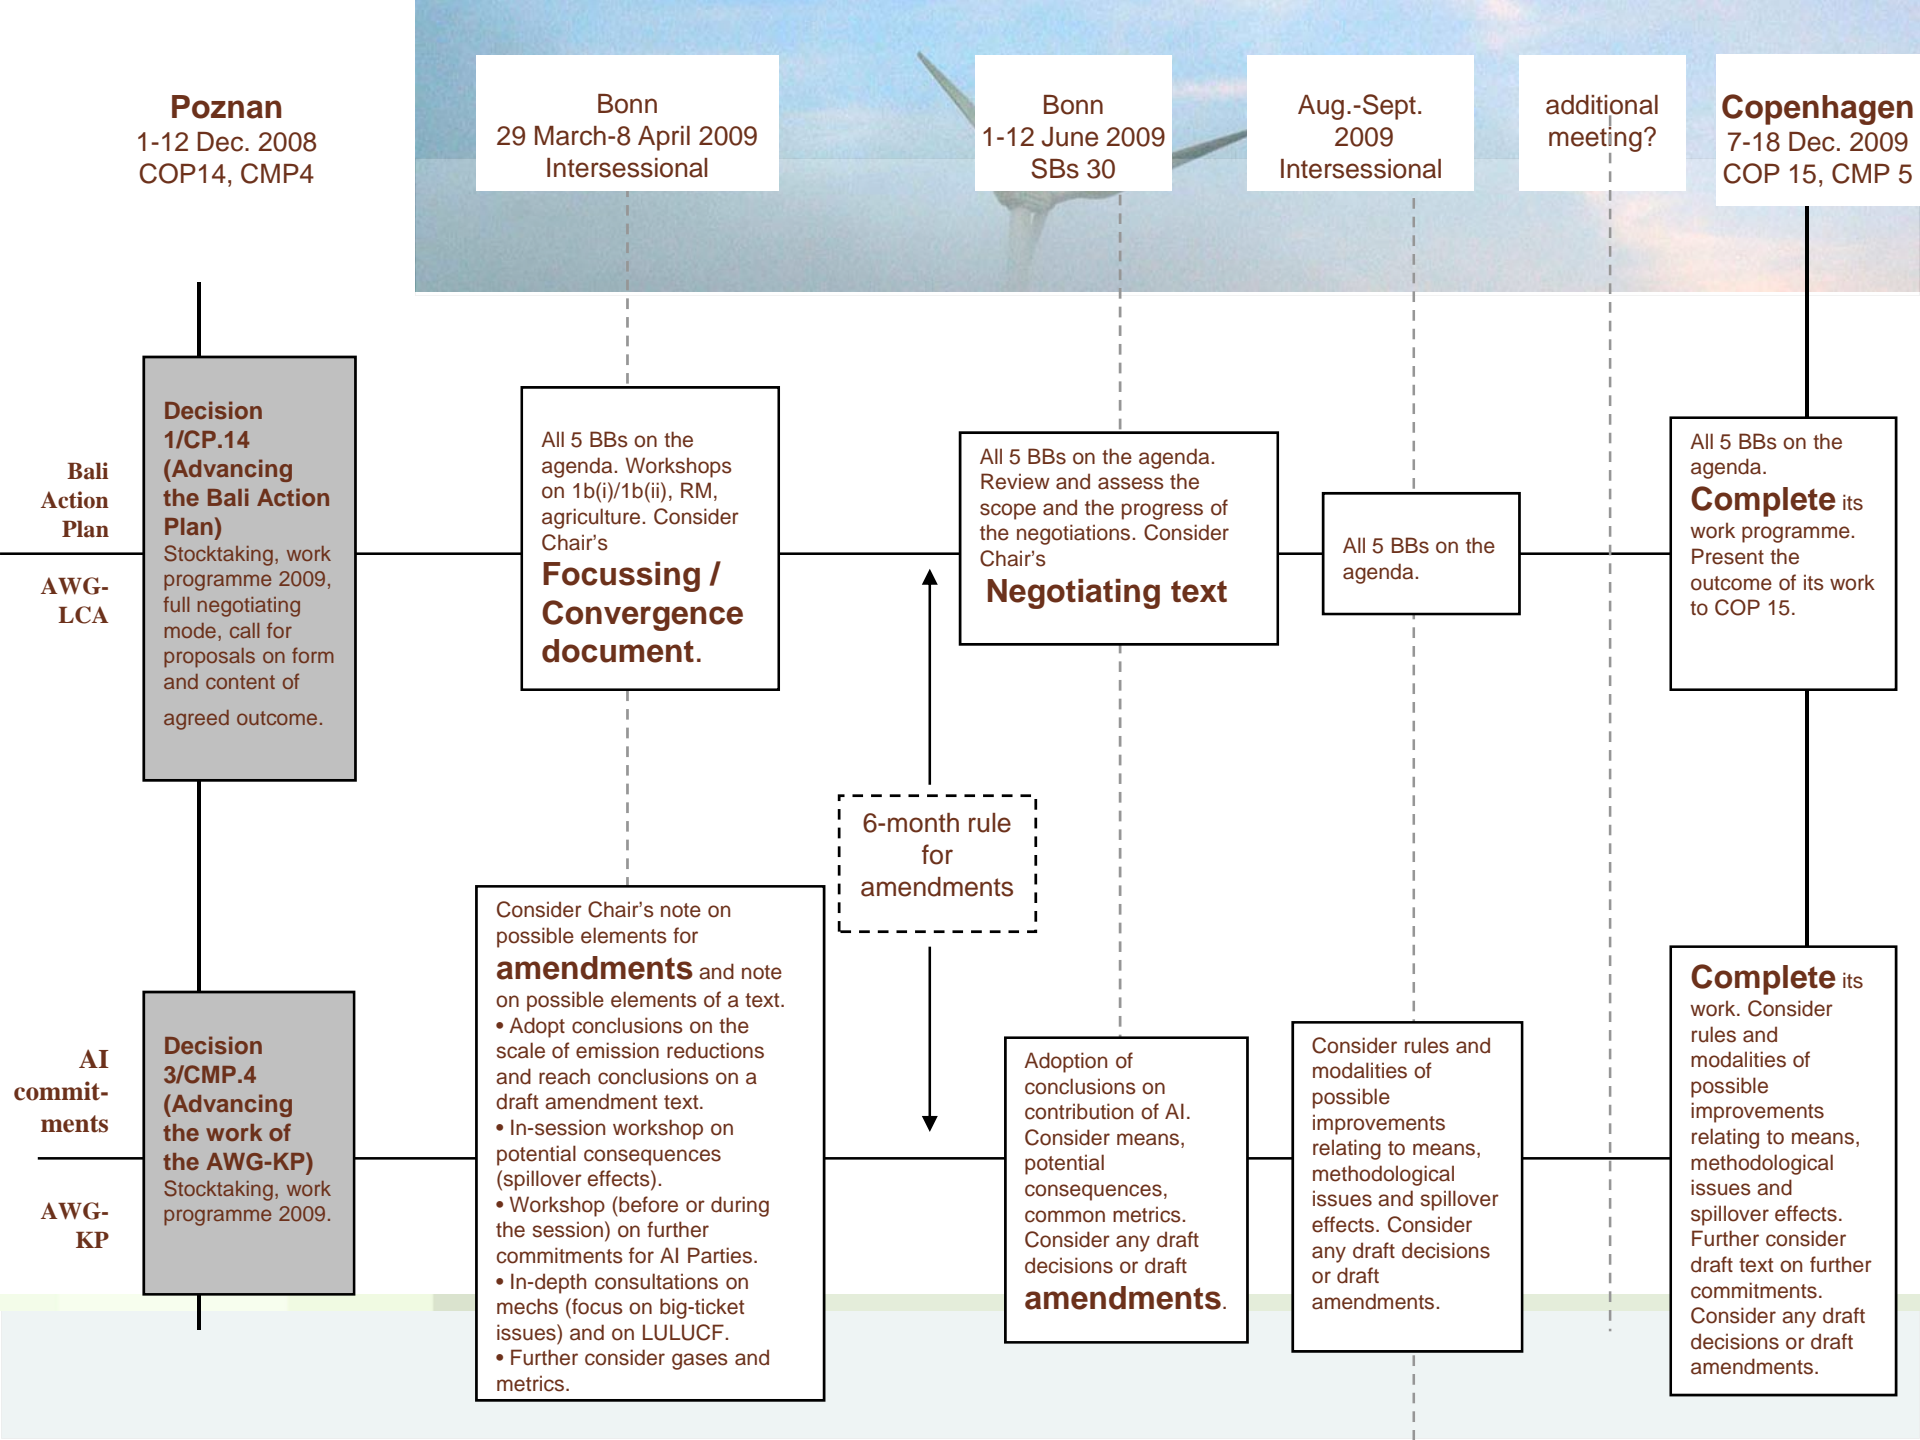 Poznan
1-12 Dec. 2008
COP14, CMP4
Bonn
29 March-8 April 2009
Intersessional
Bonn
1-12 June 2009
SBs 30
Aug.-Sept.
2009
Intersessional
additional
meeting?
Copenhagen
7-18 Dec. 2009
COP 15, CMP 5
Bali
Action
Plan
AWG-
LCA
Decision
1/CP.14
(Advancing
the Bali Action
Plan)
Stocktaking, work
programme 2009,
full negotiating
mode, call for
proposals on form
and content of
agreed outcome.
All 5 BBs on the
agenda. Workshops
on 1b(i)/1b(ii), RM,
agriculture. Consider
Chair’s
Focussing /
Convergence
document.
All 5 BBs on the agenda.
Review and assess the
scope and the progress of
the negotiations. Consider
Chair’s
Negotiating text
All 5 BBs on the
agenda.
All 5 BBs on the
agenda.
Complete its
work programme.
Present the
outcome of its work
to COP 15.
6-month rule
for
amendments
AI
commit-
ments
AWG-
KP
Decision
3/CMP.4
(Advancing
the work of
the AWG-KP)
Stocktaking, work
programme 2009.
Consider Chair’s note on
possible elements for
amendments and note
on possible elements of a text.
• Adopt conclusions on the
scale of emission reductions
and reach conclusions on a
draft amendment text.
• In-session workshop on
potential consequences
(spillover effects).
• Workshop (before or during
the session) on further
commitments for AI Parties.
• In-depth consultations on
mechs (focus on big-ticket
issues) and on LULUCF.
• Further consider gases and
metrics.
Adoption of
conclusions on
contribution of AI.
Consider means,
potential
consequences,
common metrics.
Consider any draft
decisions or draft
amendments.
Consider rules and
modalities of
possible
improvements
relating to means,
methodological
issues and spillover
effects. Consider
any draft decisions
or draft
amendments.
Complete its
work. Consider
rules and
modalities of
possible
improvements
relating to means,
methodological
issues and
spillover effects.
Further consider
draft text on further
commitments.
Consider any draft
decisions or draft
amendments.